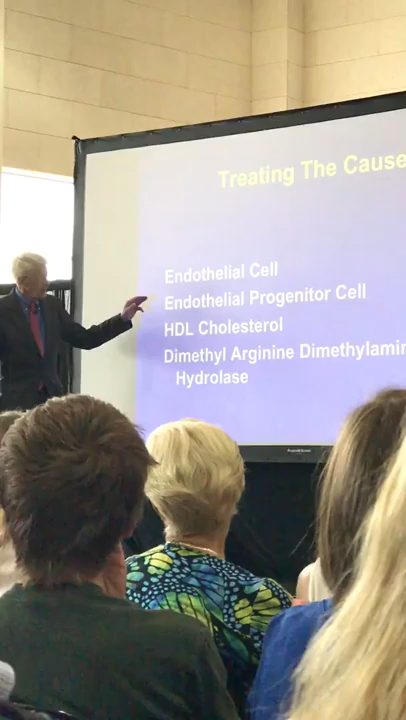 Treating The Cause
Endothelial Cell
Endothelial Progenitor Cell
HDL Cholesterol
Dimethyl Arginine Dimethylamin
Hydrolase